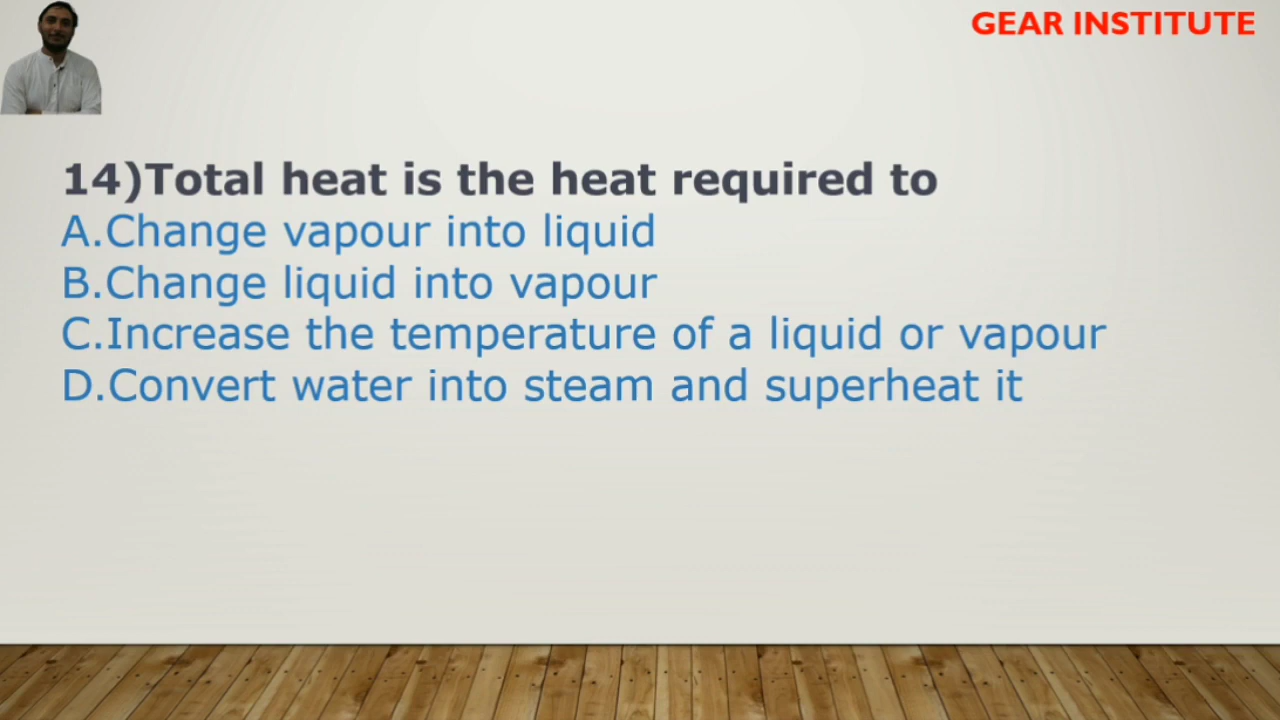 GEAR INSTITUTE
14)Total heat is the heat required to
A.Change vapour into liquid
B.Change liquid into vapour
C.Increase the temperature of a liquid or vapour
D.Convert water into steam and superheat it